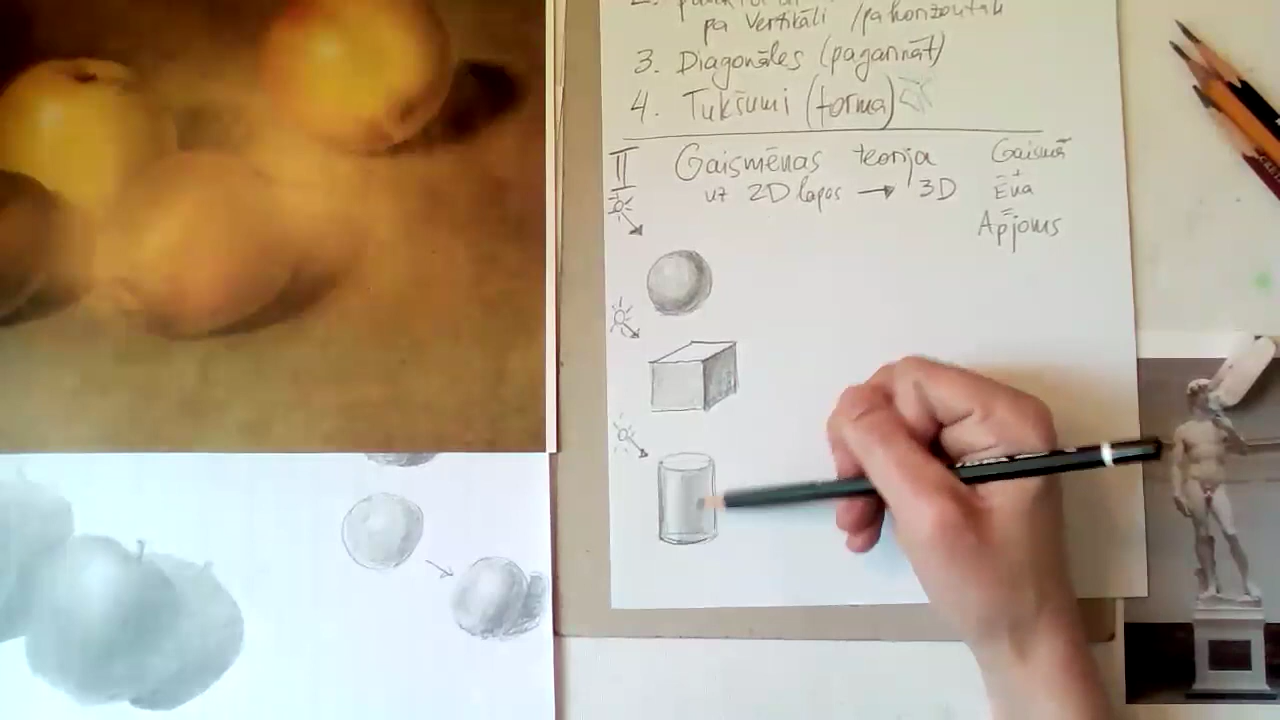 2.
pa vertikāli /pa horizontāli
3. Diagonāles (pagarināt)
4. Tukšumi (forma)
II Gaismēnas teorija
uz 2D lapas → 3D
Gaisma
+
Ēna
=
Apjoms